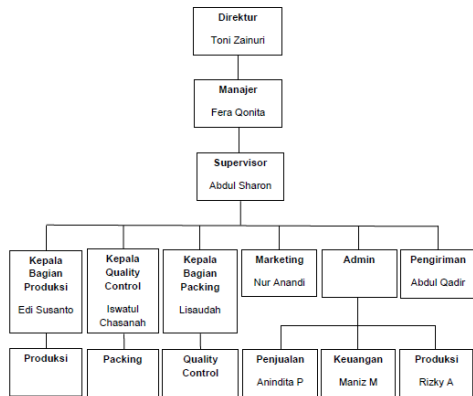 Direktur
Toni Zainuri
Manajer
Fera Qonita
Supervisor
Abdul Sharon
Kepala
Bagian
Produksi
Edi Susanto
Kepala
Quality
Control
Iswatul
Chasanah
Kepala
Bagian
Packing
Lisaudah
Marketing
Nur Anandi
Admin
Pengiriman
Abdul Qadir
Produksi
Packing
Quality
Control
Penjualan
Anindita P
Keuangan
Maniz M
Produksi
Rizky A